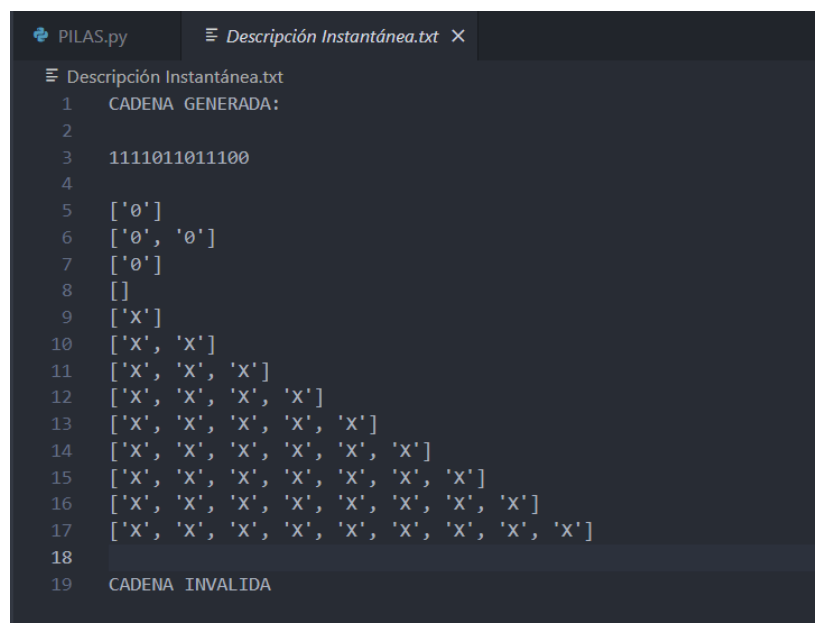 PILAS.py
Descripción Instantánea.txt ×
Descripción Instantánea.txt
1 CADENA GENERADA:
2
3 1111011011100
4
5 ['0']
6 ['0', '0']
7 ['0']
8 []
9 ['X']
10 ['X', 'X']
11 ['X', 'X', 'X']
12 ['X', 'X', 'X', 'X']
13 ['X', 'X', 'X', 'X', 'X']
14 ['X', 'X', 'X', 'X', 'X', 'X']
15 ['X', 'X', 'X', 'X', 'X', 'X', 'X']
16 ['X', 'X', 'X', 'X', 'X', 'X', 'X', 'X']
17 ['X', 'X', 'X', 'X', 'X', 'X', 'X', 'X', 'X']
18
19 CADENA INVALIDA